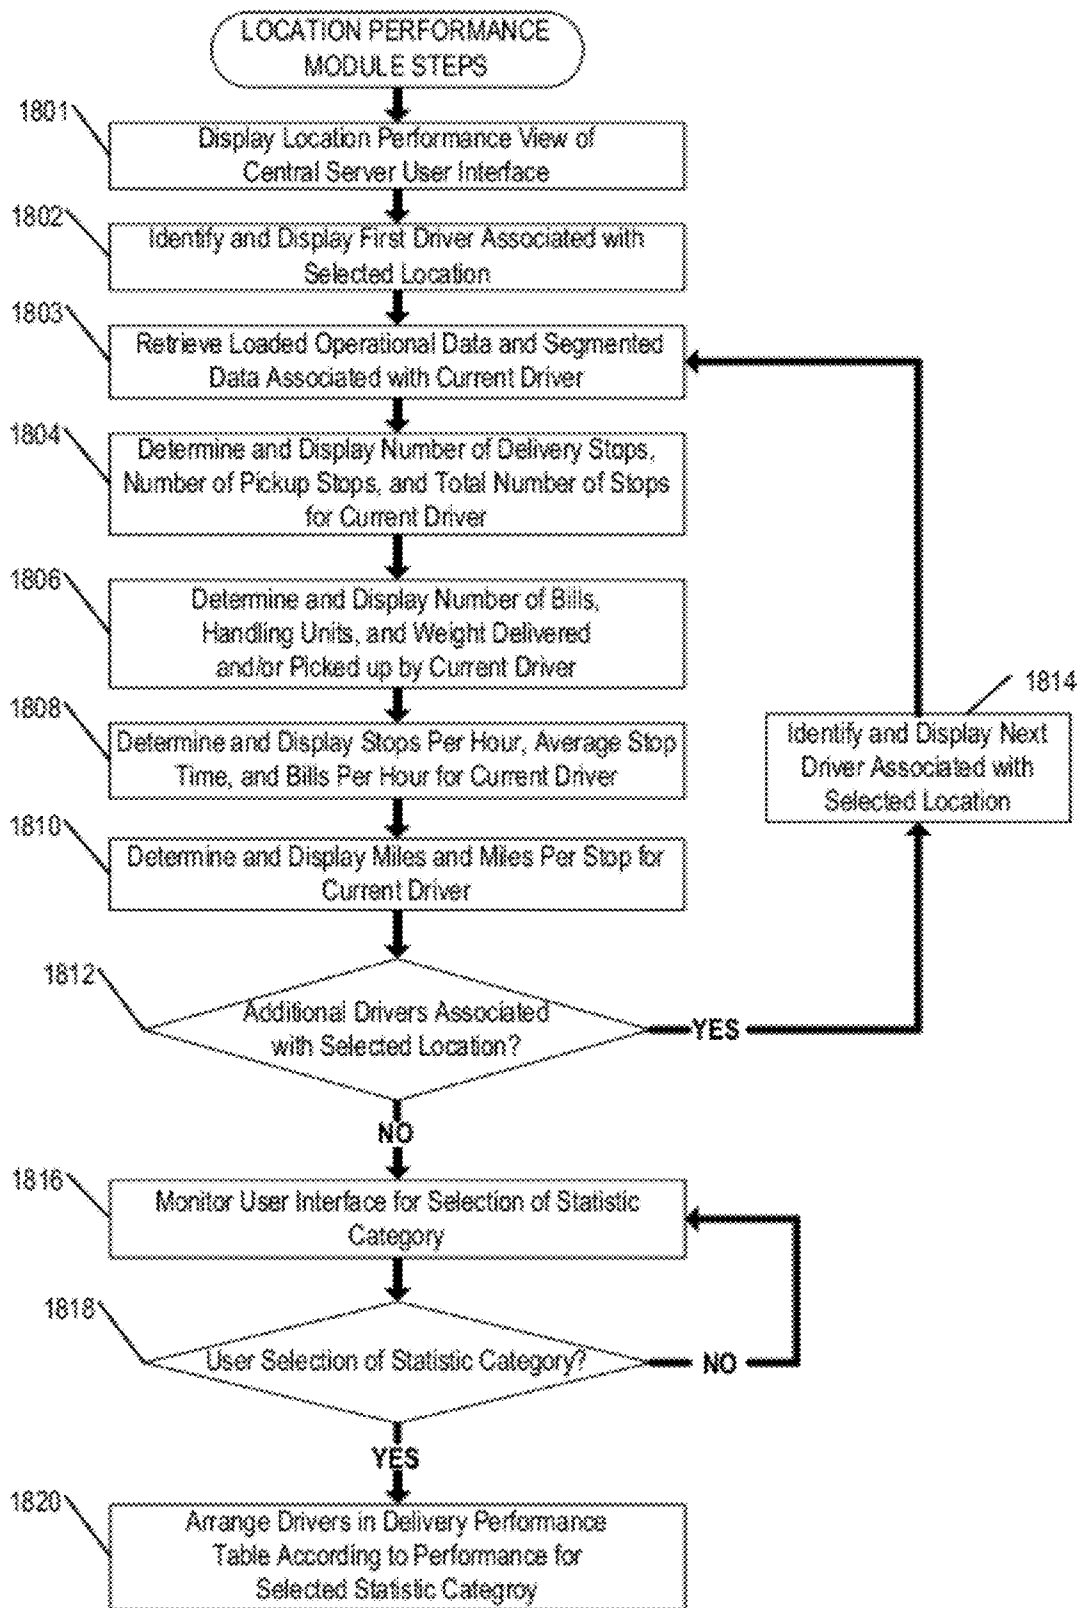 LOCATION PERFORMANCE
MODULE STEPS
1801
Display Location Performance View of
Central Server User Interface
1802
Identify and Display First Driver Associated with
Selected Location
1803
Retrieve Loaded Operational Data and Segmented
Data Associated with Current Driver
1804
Determine and Display Number of Delivery Stops,
Number of Pickup Stops, and Total Number of Stops
for Current Driver
1806
Determine and Display Number of Bills,
Handling Units, and Weight Delivered
and/or Picked up by Current Driver
1808
Determine and Display Stops Per Hour, Average Stop
Time, and Bills Per Hour for Current Driver
1814
Identify and Display Next
Driver Associated with
Selected Location
1810
Determine and Display Miles and Miles Per Stop for
Current Driver
1812
Additional Drivers Associated
with Selected Location?
YES
NO
1816
Monitor User Interface for Selection of Statistic
Category
1818
User Selection of Statistic Category?
NO
YES
1820
Arrange Drivers in Delivery Performance
Table According to Performance for
Selected Statistic Categroy